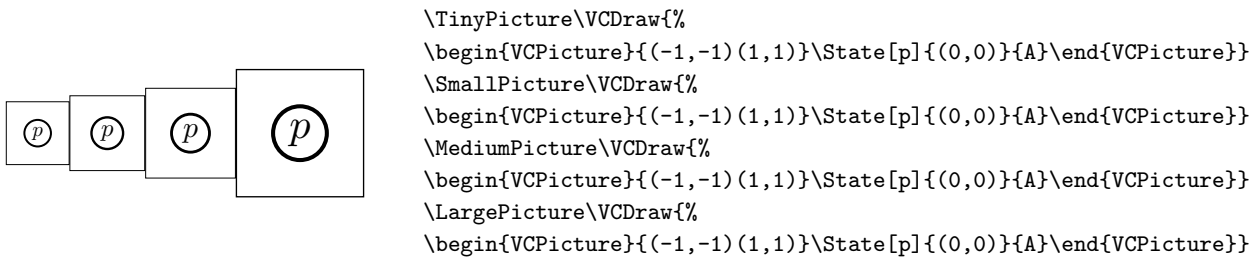 p p p p
\TinyPicture\VCDraw{%
\begin{VCPicture}{(-1,-1)(1,1)}\State[p]{(0,0)}{A}\end{VCPicture}}
\SmallPicture\VCDraw{%
\begin{VCPicture}{(-1,-1)(1,1)}\State[p]{(0,0)}{A}\end{VCPicture}}
\MediumPicture\VCDraw{%
\begin{VCPicture}{(-1,-1)(1,1)}\State[p]{(0,0)}{A}\end{VCPicture}}
\LargePicture\VCDraw{%
\begin{VCPicture}{(-1,-1)(1,1)}\State[p]{(0,0)}{A}\end{VCPicture}}